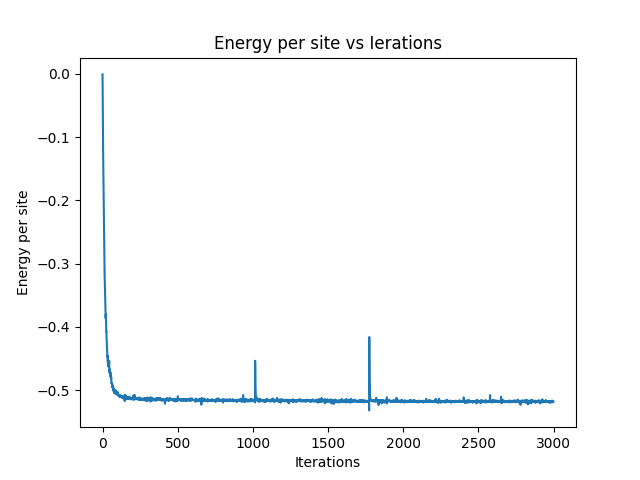 Energy per site vs Ierations
Energy per site
0.0
−0.1
−0.2
−0.3
−0.4
−0.5
0 500 1000 1500 2000 2500 3000
Iterations